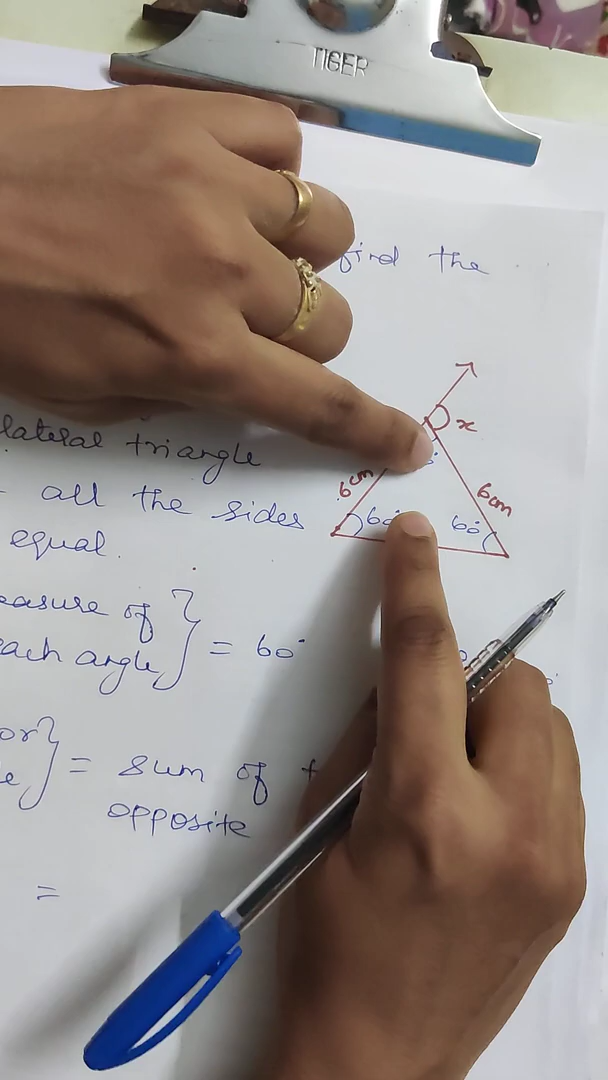 TIGER
find the
x
lateral triangle
6cm
6cm
all the sides
60°
60°
equal.
easure of
each angle } = 60°
or
e } = sum of
opposite
=